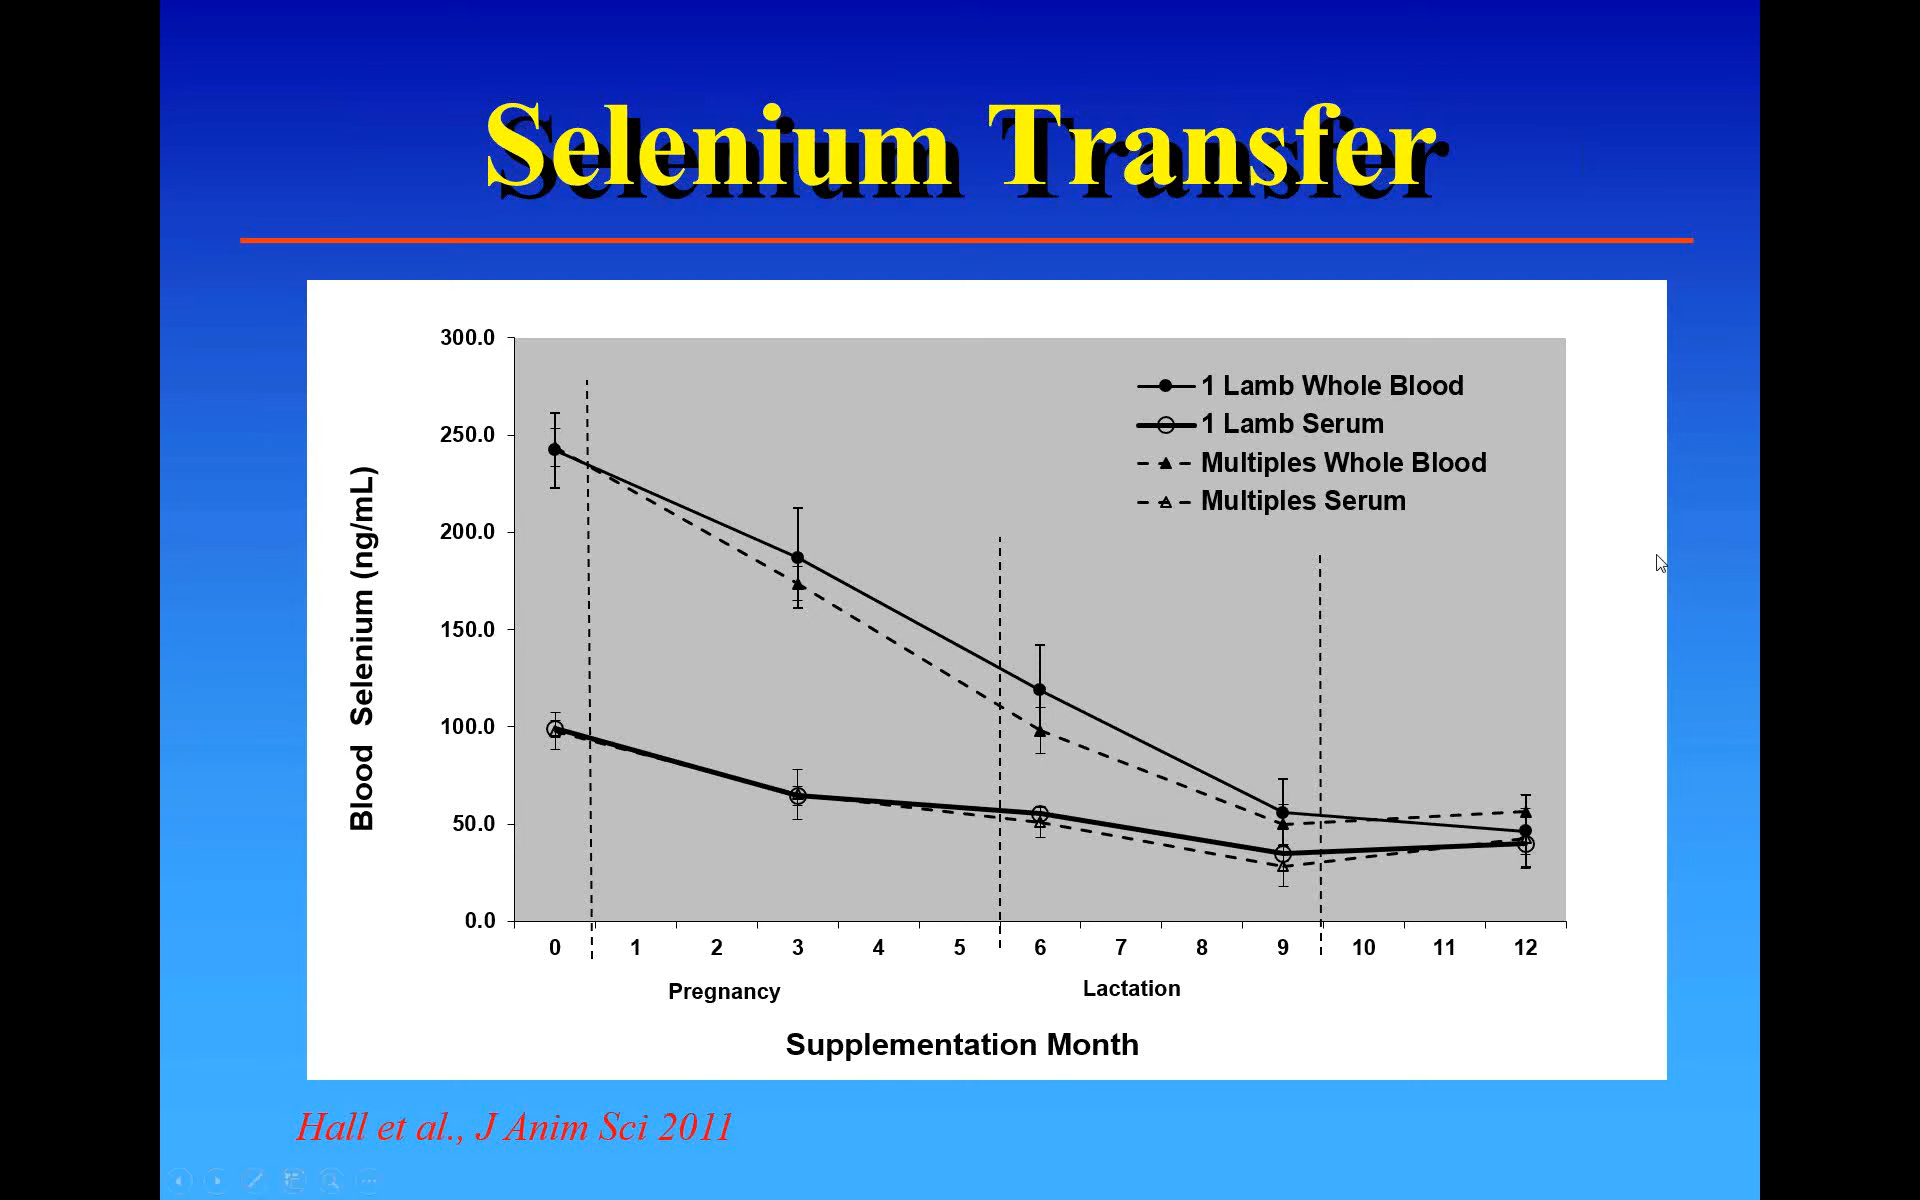 Selenium Transfer
300.0
250.0
200.0
150.0
100.0
50.0
0.0
Blood Selenium (ng/mL)
1 Lamb Whole Blood
1 Lamb Serum
Multiples Whole Blood
Multiples Serum
0 1 2 3 4 5 6 7 8 9 10 11 12
Pregnancy Lactation
Supplementation Month
Hall et al., J Anim Sci 2011